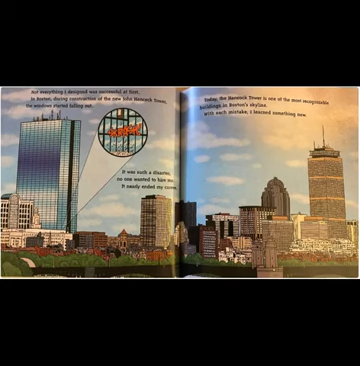 Not everything I designed was successful at first.
In Boston, during construction of the new John Hancock Tower,
the windows started falling out.
It was such a disaster,
no one wanted to hire me.
It nearly ended my career.
Today, the Hancock Tower is one of the most recognizable
buildings in Boston's skyline.
With each mistake, I learned something new.